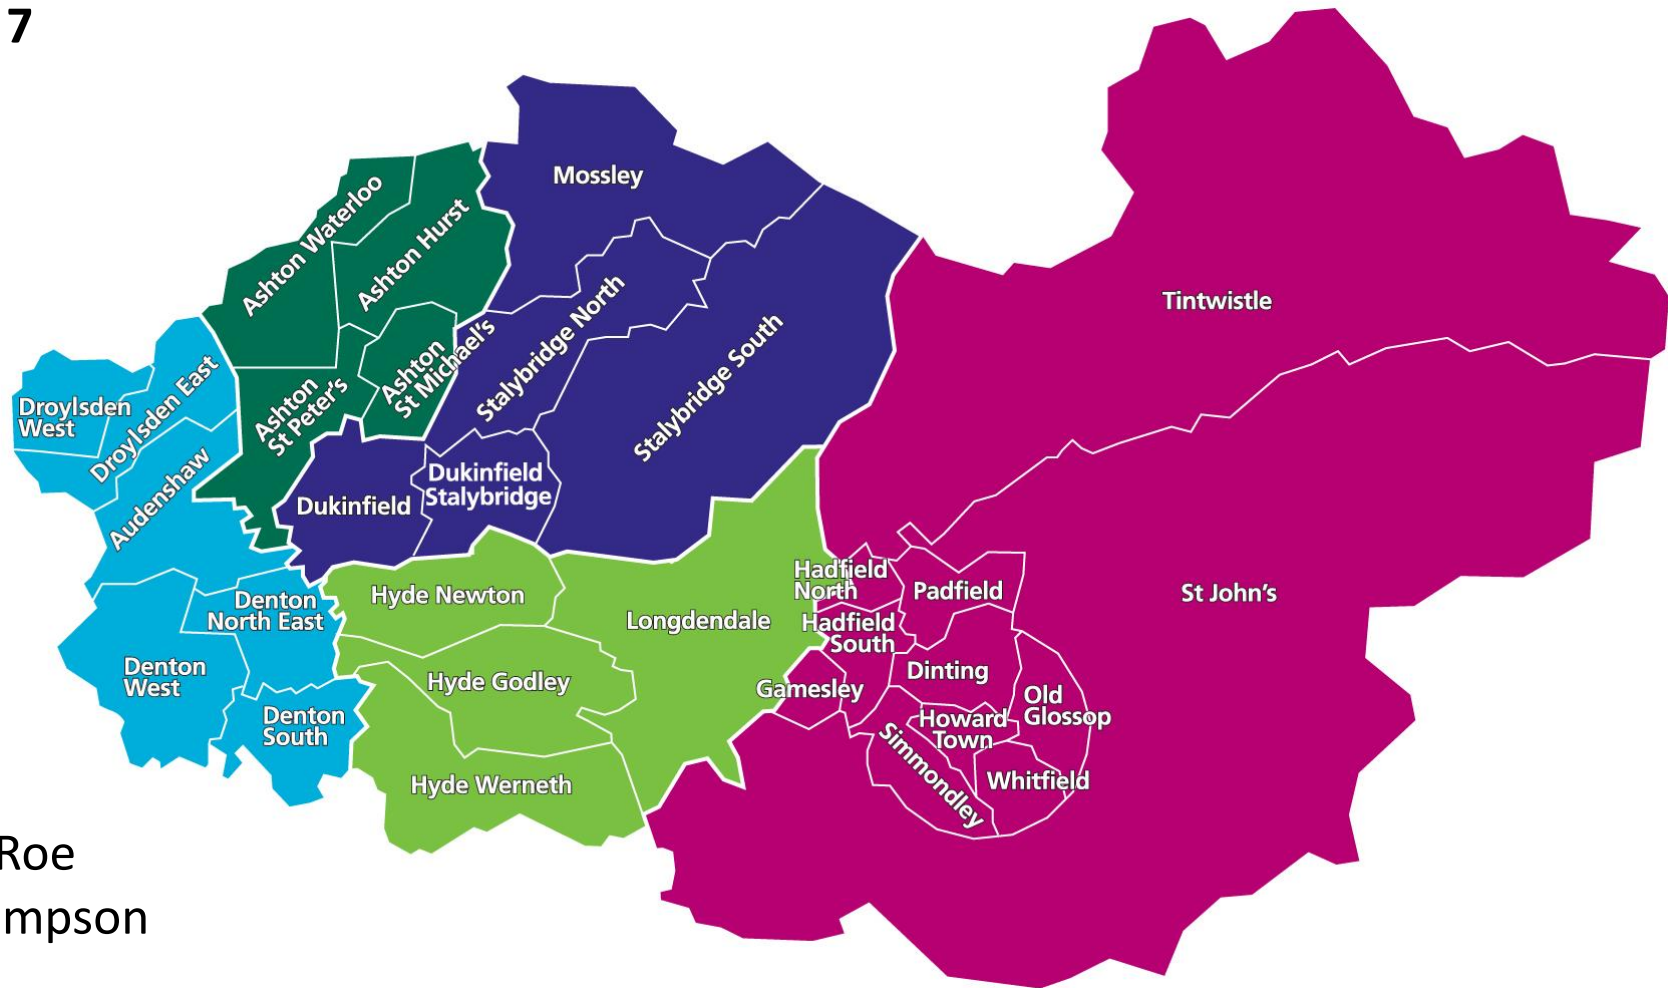 7
Mossley
Ashton Waterloo
Ashton Hurst
Tintwistle
Stalybridge North
Stalybridge South
Ashton
St Michael's
Ashton
St Peter's
Droylsden
West
Droylsden East
Audenshaw
Dukinfield
Dukinfield
Stalybridge
Hadfield
North
Padfield
St John's
Hyde Newton
Denton
North East
Longdendale
Hadfield
South
Denton
West
Hyde Godley
Gamesley
Dinting
Old
Glossop
Denton
South
Howard
Town
Simmondley
Whitfield
Hyde Werneth
Roe
mpson